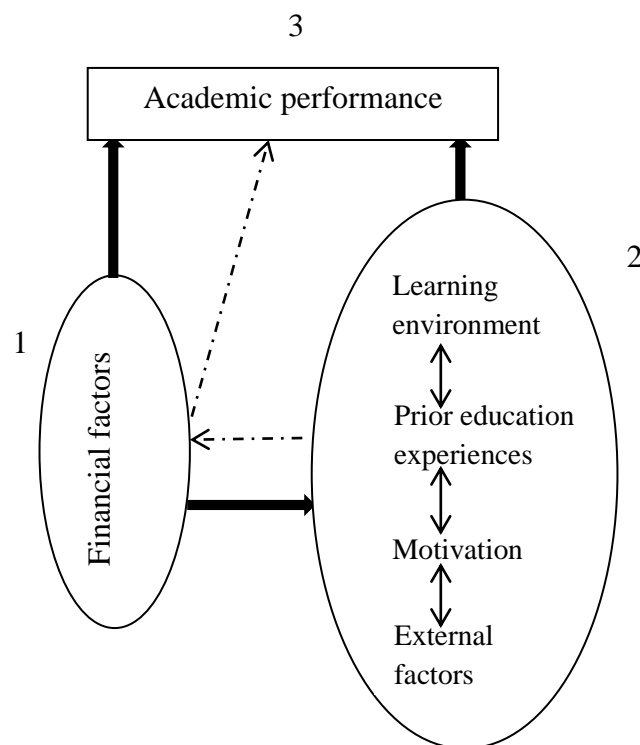 3
Academic performance
2
Learning
environment
1
Financial factors
Prior education
experiences
Motivation
External
factors